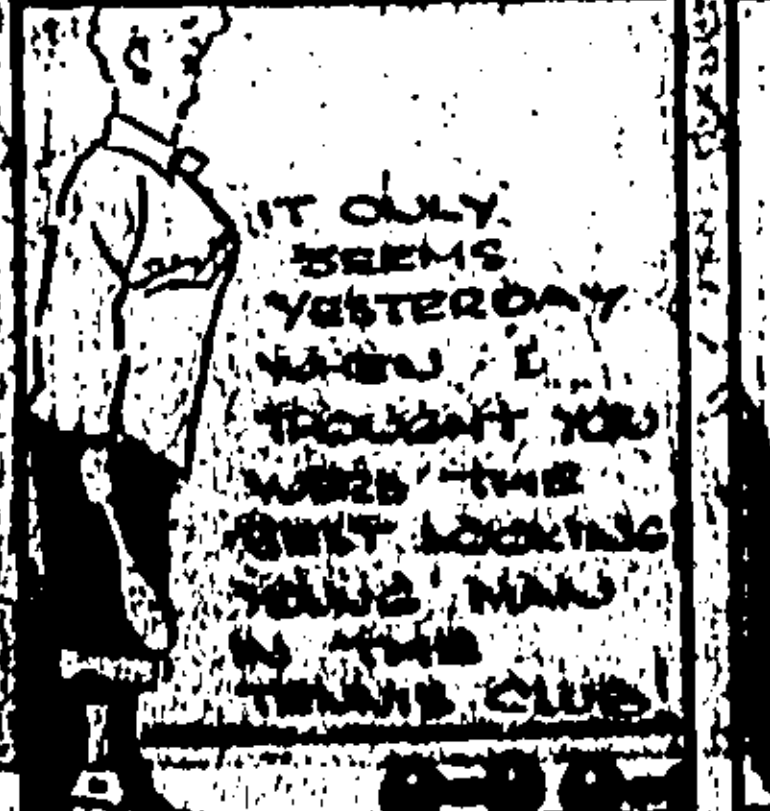 IT ONLY
SEEMS
YESTERDAY
WHEN I
THOUGHT YOU
WERE THE
BEST LOOKING
YOUNG MAN
IN THE
TENNIS CLUB